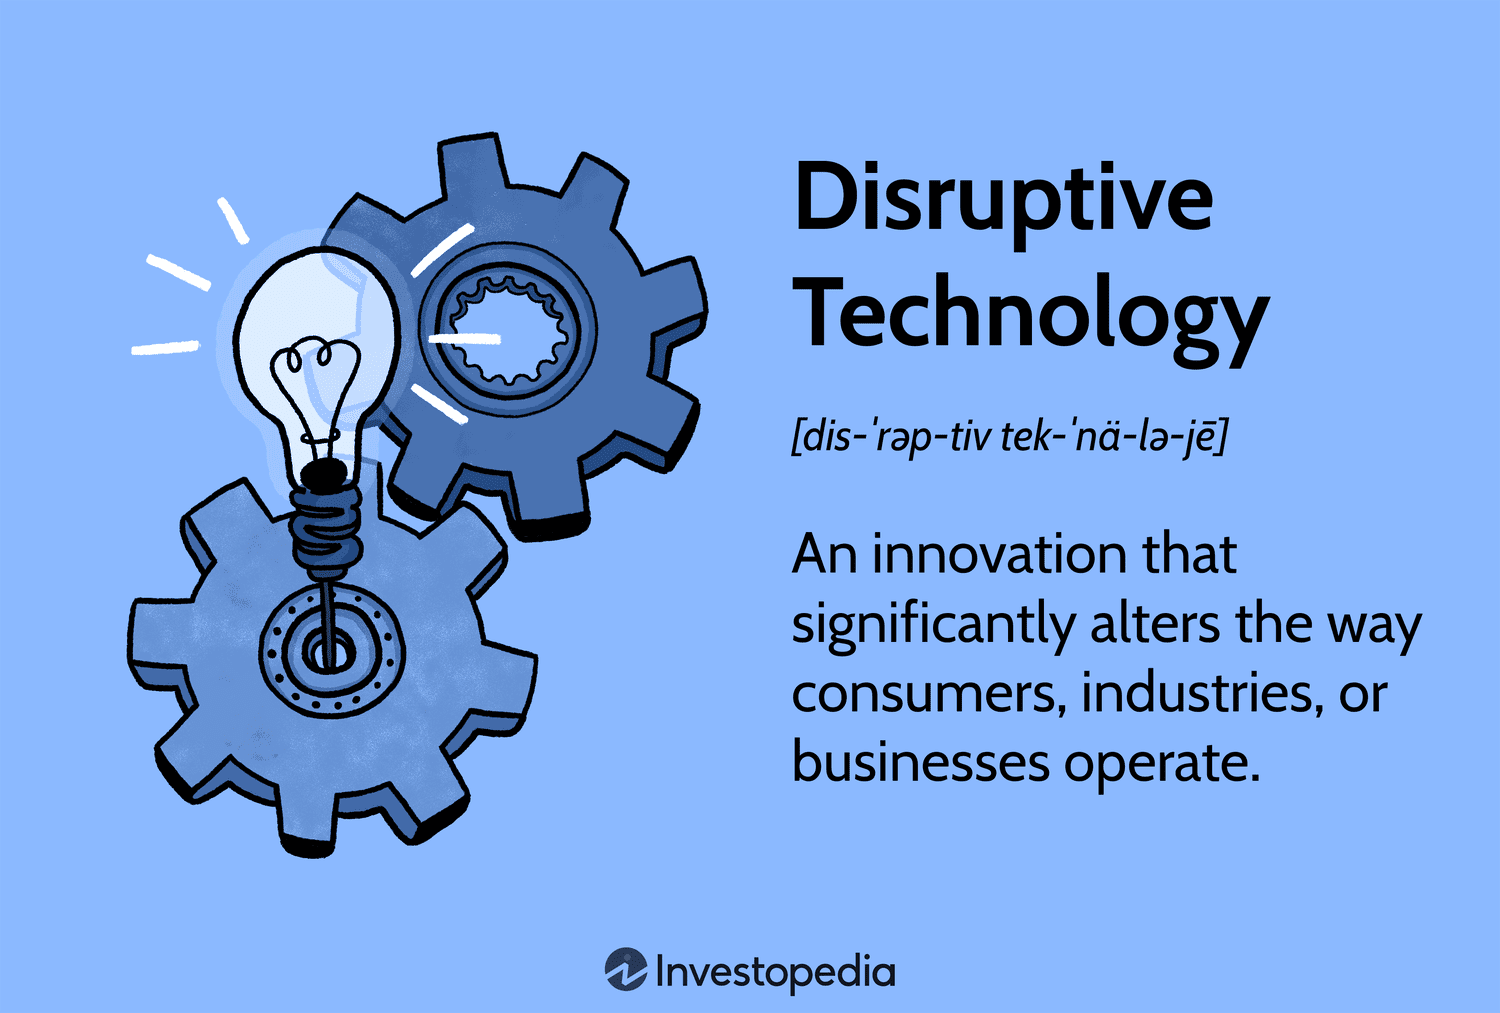 Disruptive
Technology
[dis-ˈrəp-tiv tek-ˈnä-lə-jē]
An innovation that
significantly alters the way
consumers, industries, or
businesses operate.
Investopedia